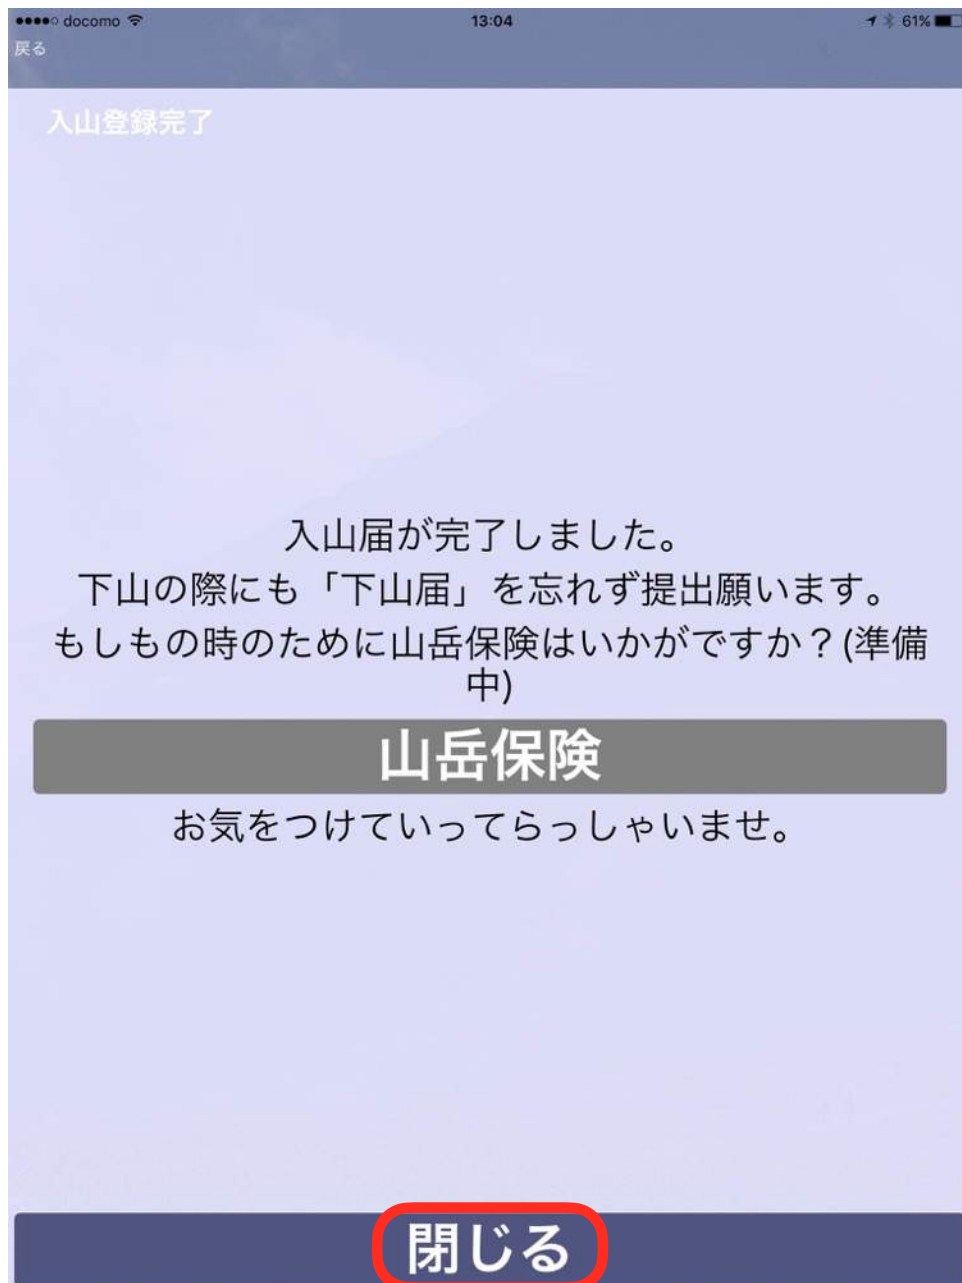 docomo 13:04 61%
戻る
入山登録完了
入山届が完了しました。
下山の際にも「下山届」を忘れず提出願います。
もしもの時のために山岳保険はいかがですか？(準備
中)
山岳保険
お気をつけていってらっしゃいませ。
閉じる